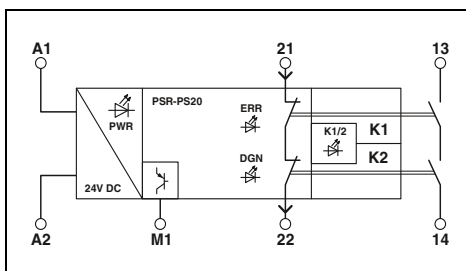 A1 21 13
PSR-PS20 ERR
PWR K1/2 K1
DGN K2
24V DC
A2 M1 22 14